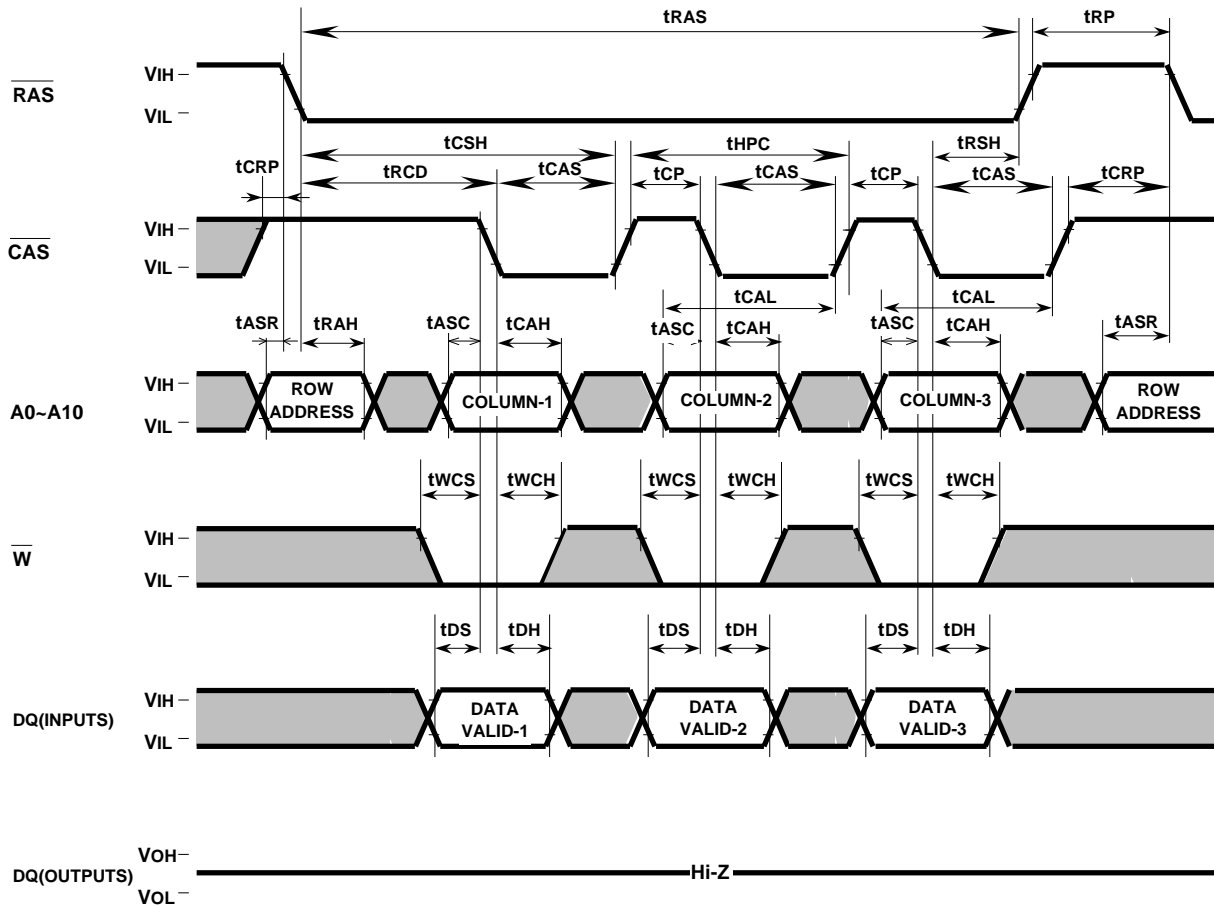 tRAS
tRP
RAS
VIH
VIL
tCSH
tHPC
tRSH
tCRP
tRCD
tCAS
tCP
tCAS
tCP
tCAS
tCRP
CAS
VIH
VIL
tCAL
tCAL
tASR
tRAH
tASC
tCAH
tASC
tCAH
tASC
tCAH
tASR
A0~A10
VIH
VIL
ROW
ADDRESS
COLUMN-1
COLUMN-2
COLUMN-3
ROW
ADDRESS
tWCS
tWCH
tWCS
tWCH
tWCS
tWCH
W
VIH
VIL
tDS
tDH
tDS
tDH
tDS
tDH
DQ(INPUTS)
VIH
VIL
DATA
VALID-1
DATA
VALID-2
DATA
VALID-3
DQ(OUTPUTS)
VOH
VOL
Hi-Z